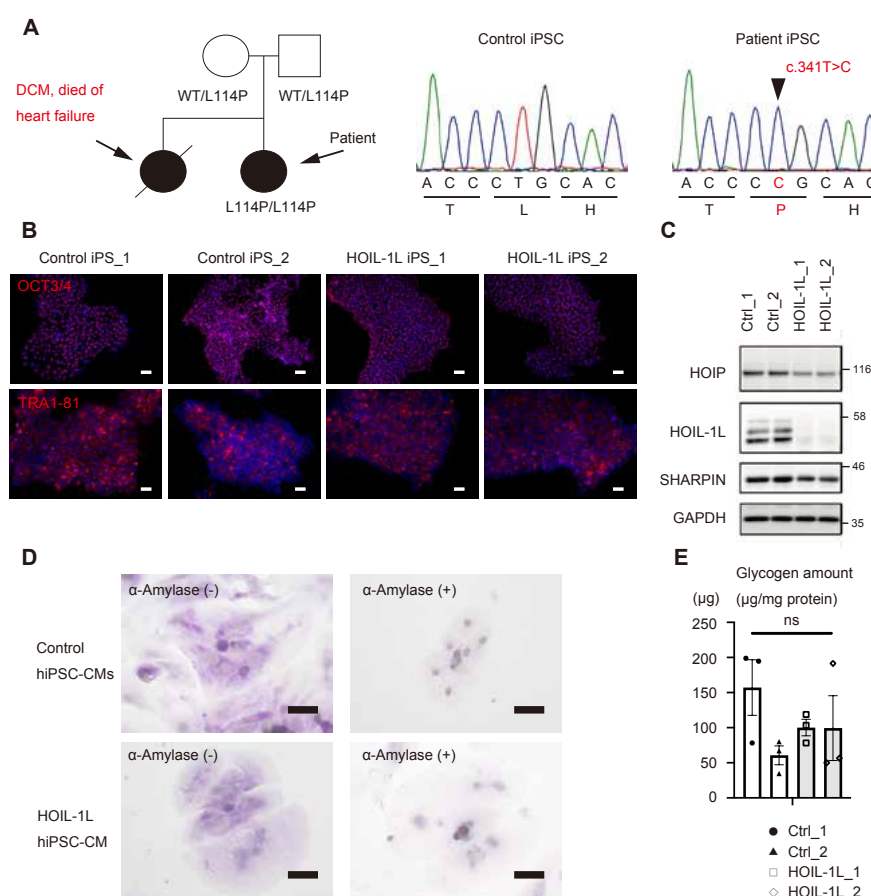 A
DCM, died of
heart failure
WT/L114P
WT/L114P
Patient
L114P/L114P
Control iPSC
A C C C T G C A C
T L H
Patient iPSC
c.341T>C
A C C C C G C A C
T P H
B
Control iPS_1
Control iPS_2
HOIL-1L iPS_1
HOIL-1L iPS_2
OCT3/4
TRA1-81
C
Ctrl_1
Ctrl_2
HOIL-1L_1
HOIL-1L_2
HOIP
116
HOIL-1L
58
SHARPIN
46
GAPDH
35
D
α-Amylase (-)
α-Amylase (+)
Control
hiPSC-CMs
α-Amylase (-)
α-Amylase (+)
HOIL-1L
hiPSC-CM
E
Glycogen amount
(µg) (µg/mg protein)
ns
250
200
150
100
50
0
Ctrl_1
Ctrl_2
HOIL-1L_1
HOIL-1L_2